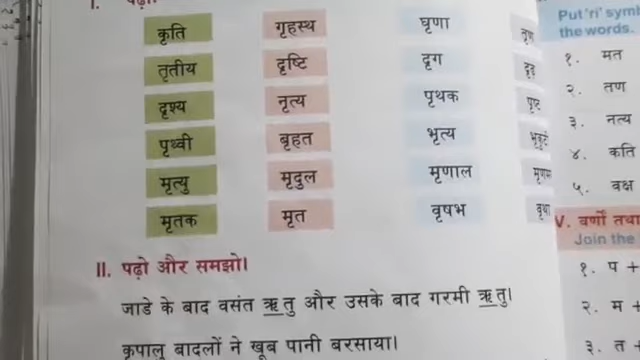 I. पढ़ो।
कृति गृहस्थ घृणा तृण
तृतीय दृष्टि दृग दृढ़
दृश्य नृत्य पृथक पृष्ट
पृथ्वी बृहत भृत्य
मृत्यु मृदुल मृणाल
मृतक मृत वृषभ वृथा
II. पढ़ो और समझो।
जाडे के बाद वसंत ऋतु और उसके बाद गरमी ऋतु।
कृपालु बादलों ने खूब पानी बरसाया।
Put 'ri' symb
the words.
१. मत
२. तण
३. नत्य
४. कति
५. वक्ष
V. वर्णों तथा
Join the
१. प +
२. म +
३. त +